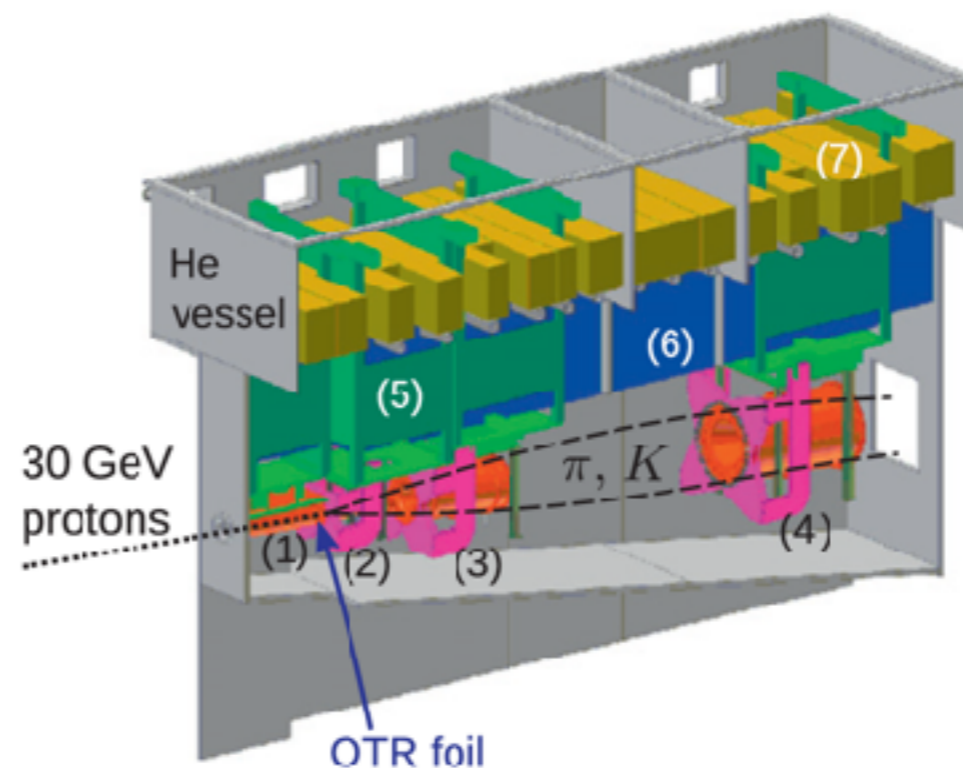 (7)
He
vessel
(6)
(5)
30 GeV
protons
π, K
(1)
(2)
(3)
(4)
OTR foil